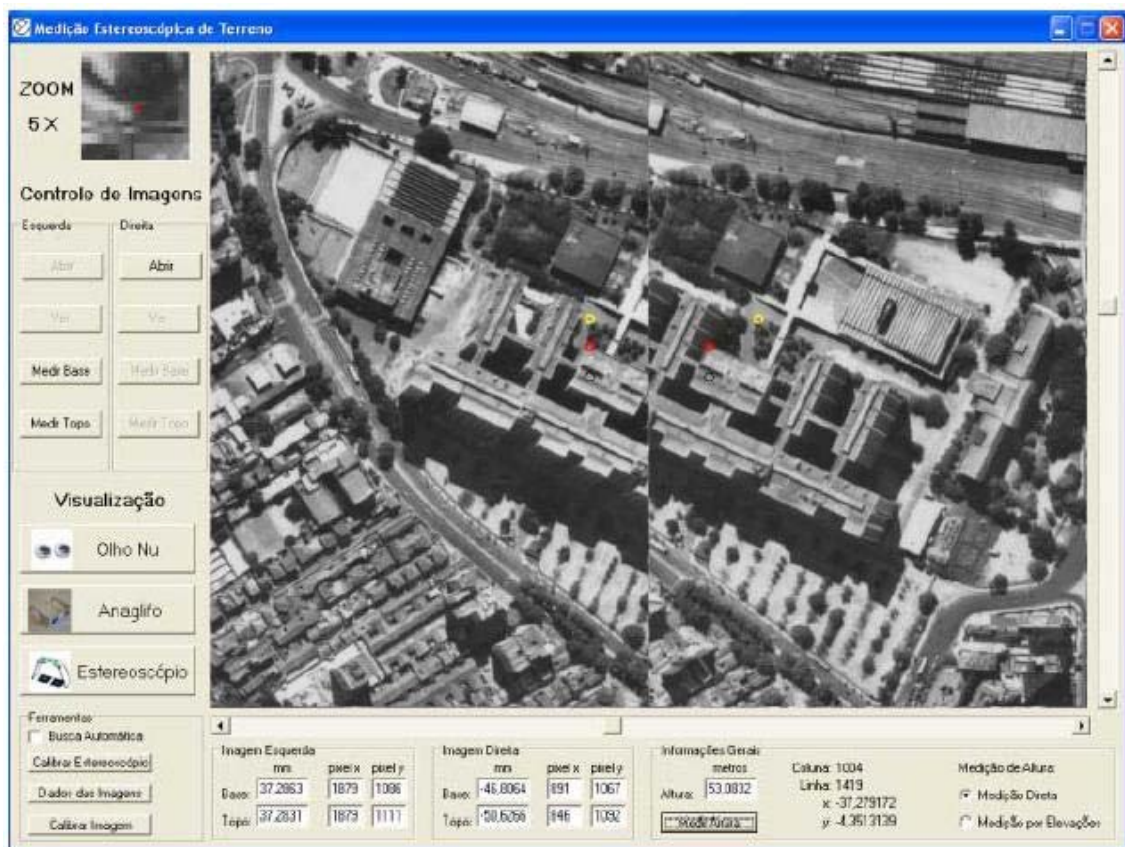 Medição Estereoscópica de Terreno
ZOOM
5X
Controle de Imagens
Esquerda Direita
Abrir Abrir
Ver Ver
Medir Base Medir Base
Medir Topo Medir Topo
Visualização
Olho Nu
Anaglifo
Estereoscópio
Ferramentas
Busca Automática
Calibrar Estereoscópio
Dados das Imagens
Calibrar Imagem
Imagem Esquerda
mm pixel x pixel y
Base: 37,2863 1879 1086
Topo: 37,2831 1879 1111
Imagem Direita
mm pixel x pixel y
Base: -46,8064 891 1067
Topo: -50,6266 846 1092
Informações Gerais
metros
Altura: 53,0832
Medir Altura
Coluna: 1004
Linha: 1419
x: -37,279172
y: -4,3513139
Medição de Altura:
Medição Direta
Medição por Elevações